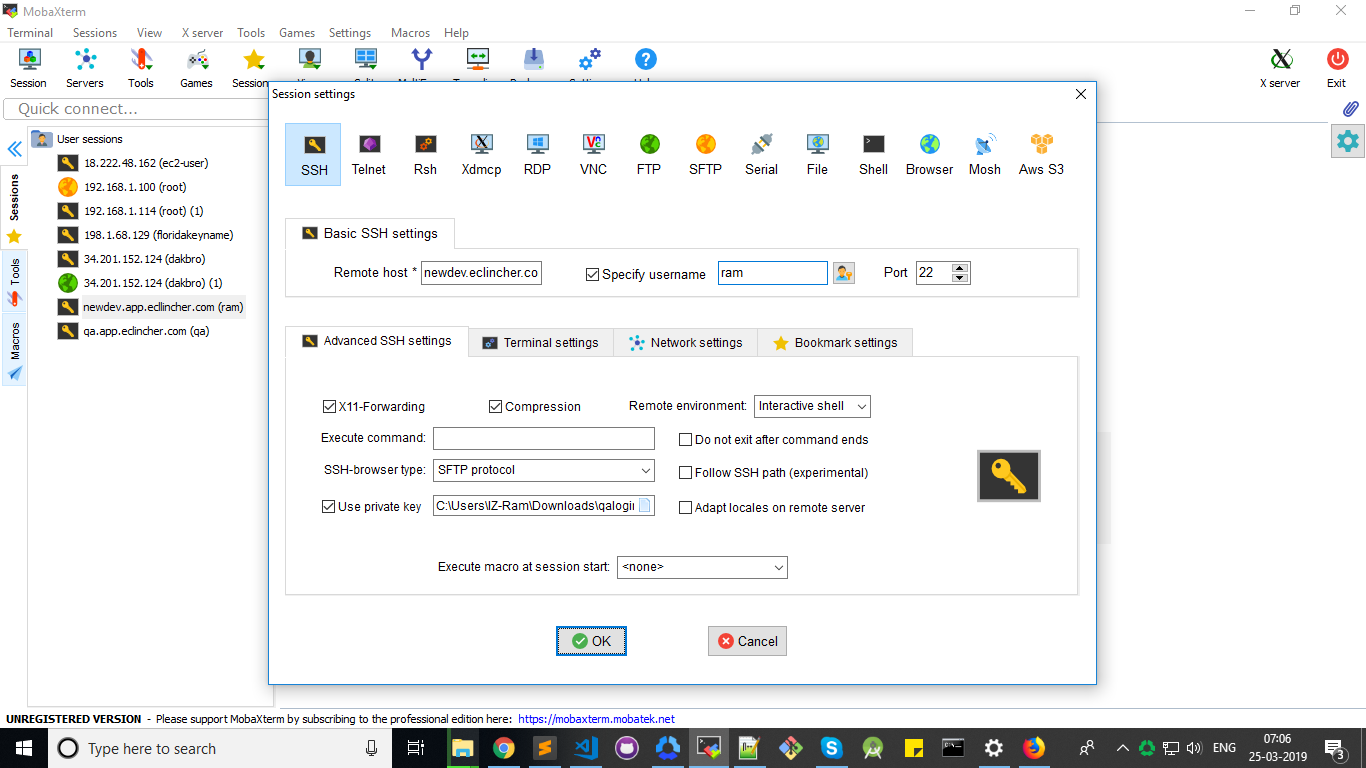 MobaXterm
Terminal Sessions View X server Tools Games Settings Macros Help
Session Servers Tools Games Session X server Exit
Quick connect...
Session settings
SSH Telnet Rsh Xdmcp RDP VNC FTP SFTP Serial File Shell Browser Mosh Aws S3
User sessions
18.222.48.162 (ec2-user)
192.168.1.100 (root)
192.168.1.114 (root) (1)
198.1.68.129 (floridakeyname)
34.201.152.124 (dakbro)
34.201.152.124 (dakbro) (1)
newdev.app.ecllincher.com (ram)
qa.app.eclincher.com (qa)
Sessions
Tools
Macros
Basic SSH settings
Remote host * newdev.eclincher.co Specify username ram Port 22
Advanced SSH settings Terminal settings Network settings Bookmark settings
X11-Forwarding Compression Remote environment: Interactive shell
Execute command: Do not exit after command ends
SSH-browser type: SFTP protocol Follow SSH path (experimental)
Use private key C:\Users\IZ-Ram\Downloads\qalogi Adapt locales on remote server
Execute macro at session start: <none>
OK Cancel
UNREGISTERED VERSION - Please support MobaXterm by subscribing to the professional edition here: https://mobaxterm.mobatek.net
Type here to search
ENG
07:06
25-03-2019
3